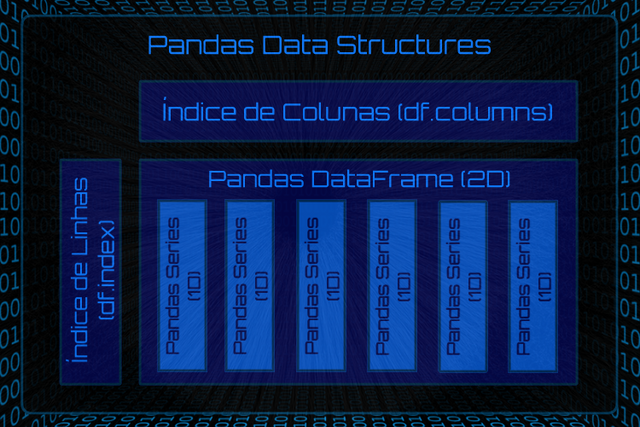 Pandas Data Structures
Índice de Colunas (df.columns)
Índice de Linhas
(df.index)
Pandas DataFrame (2D)
Pandas Series
(1D)
Pandas Series
(1D)
Pandas Series
(1D)
Pandas Series
(1D)
Pandas Series
(1D)
Pandas Series
(1D)